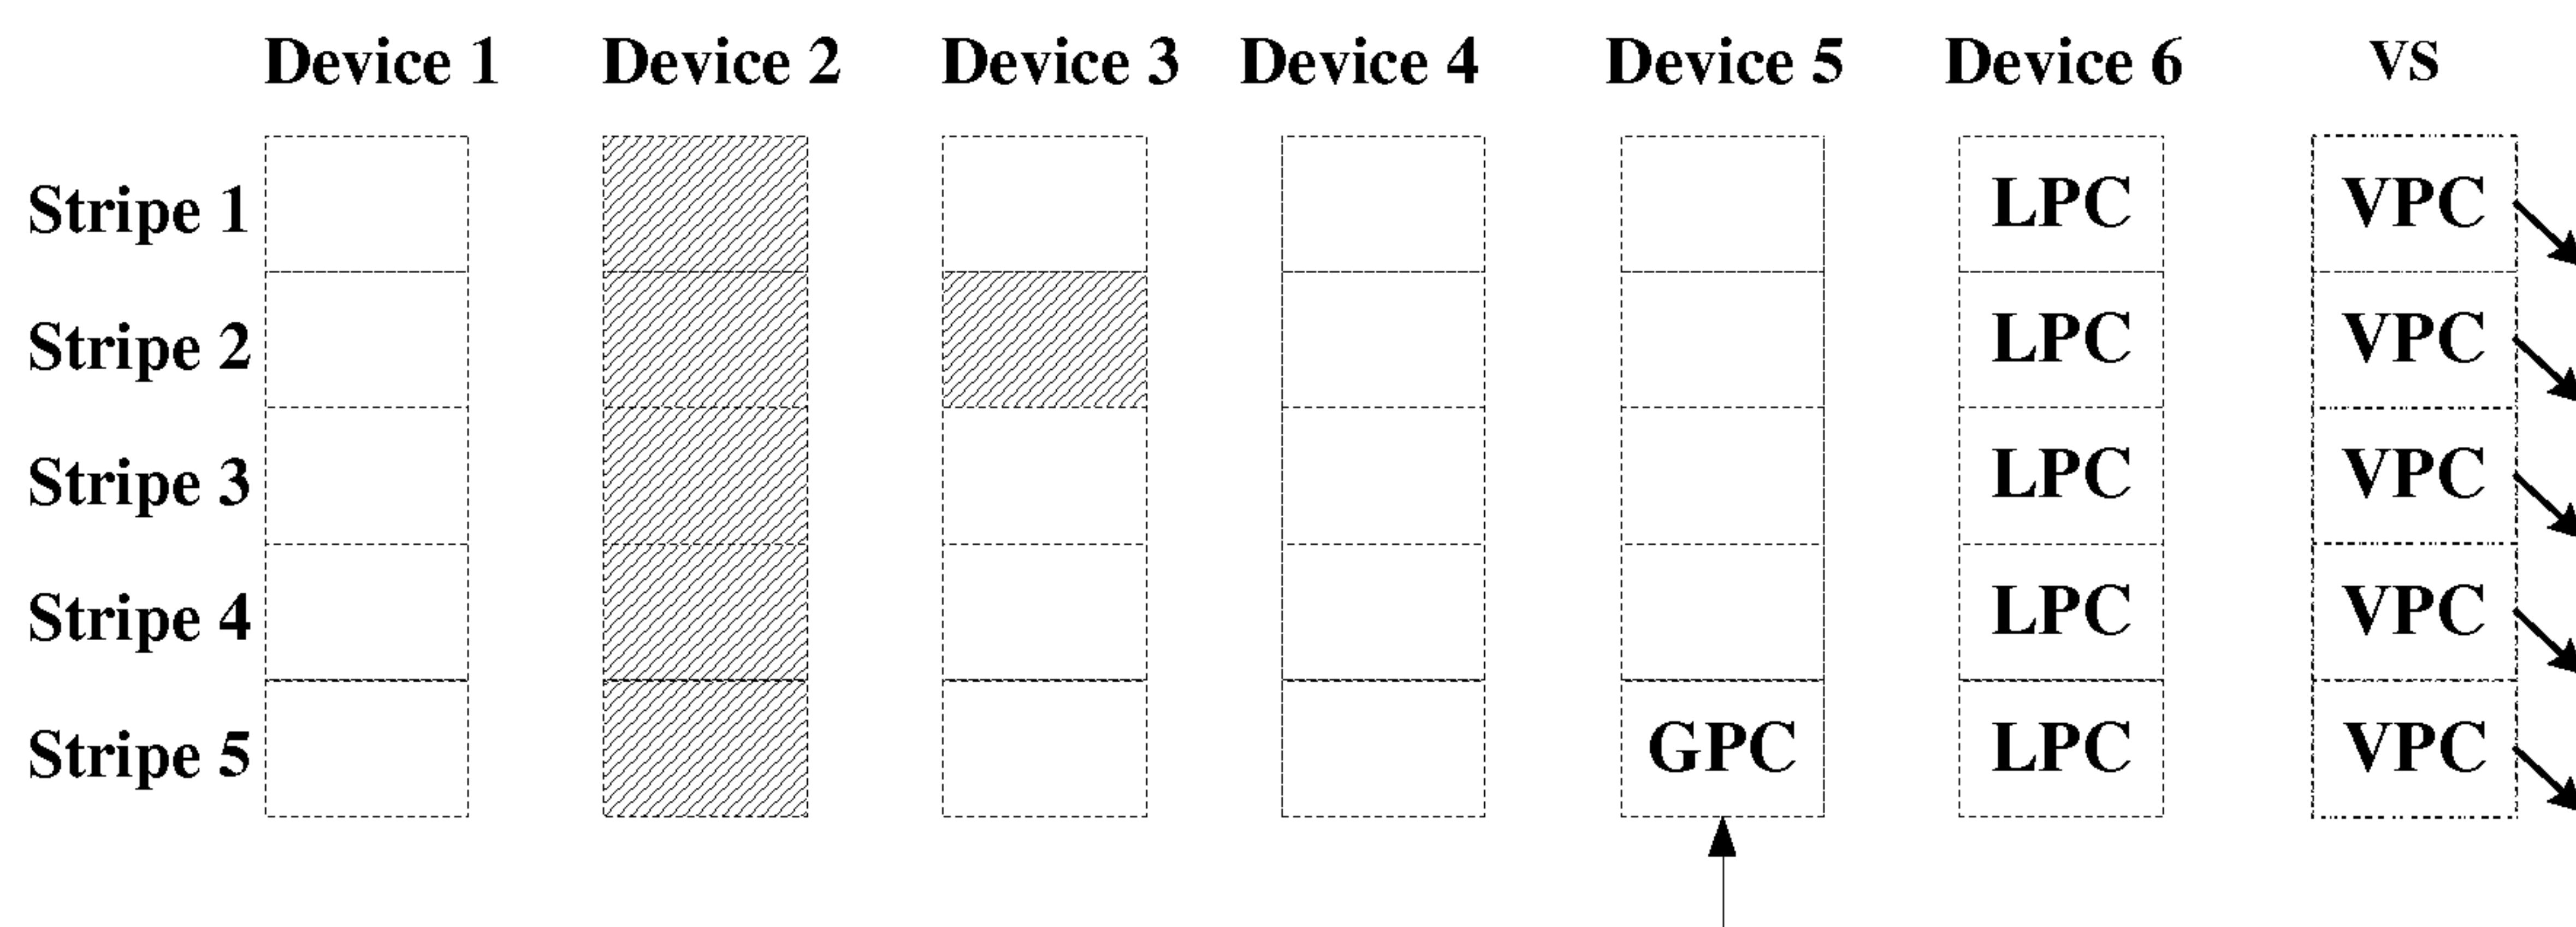 Device 1 Device 2 Device 3 Device 4 Device 5 Device 6 VS
Stripe 1 LPC VPC
Stripe 2 LPC VPC
Stripe 3 LPC VPC
Stripe 4 LPC VPC
Stripe 5 GPC LPC VPC